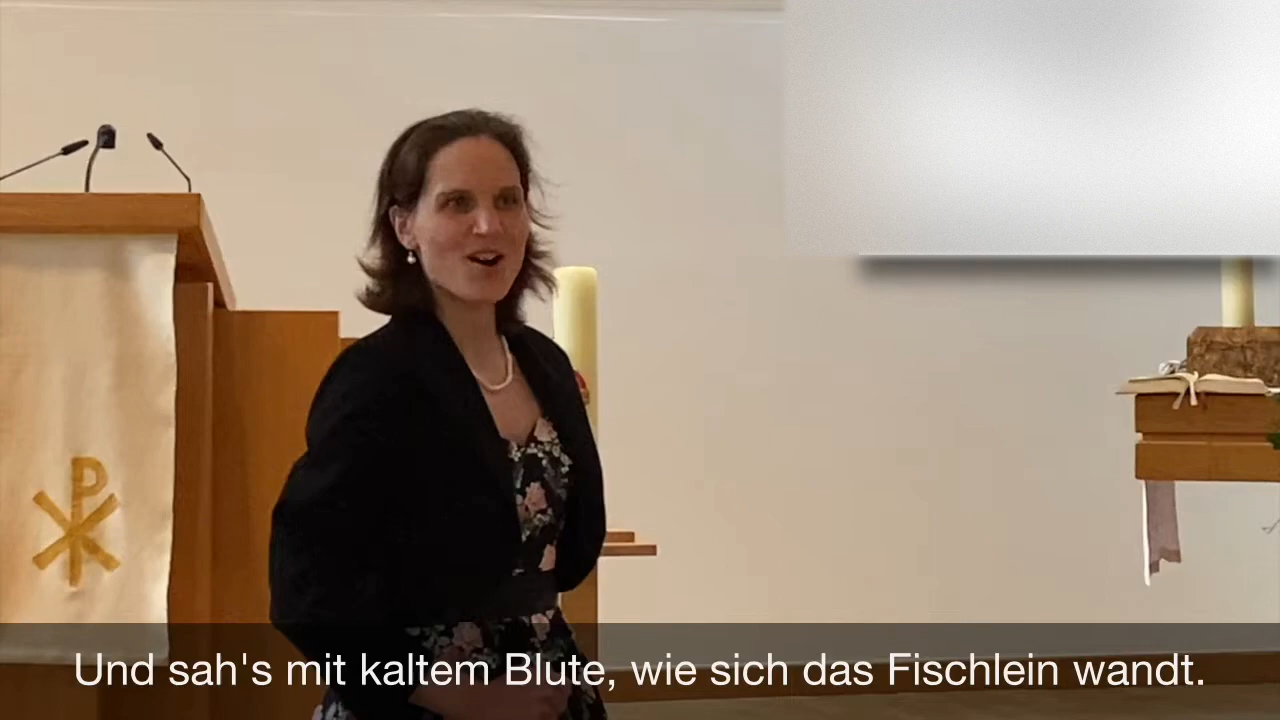 Und sah's mit kaltem Blute, wie sich das Fischlein wandt.